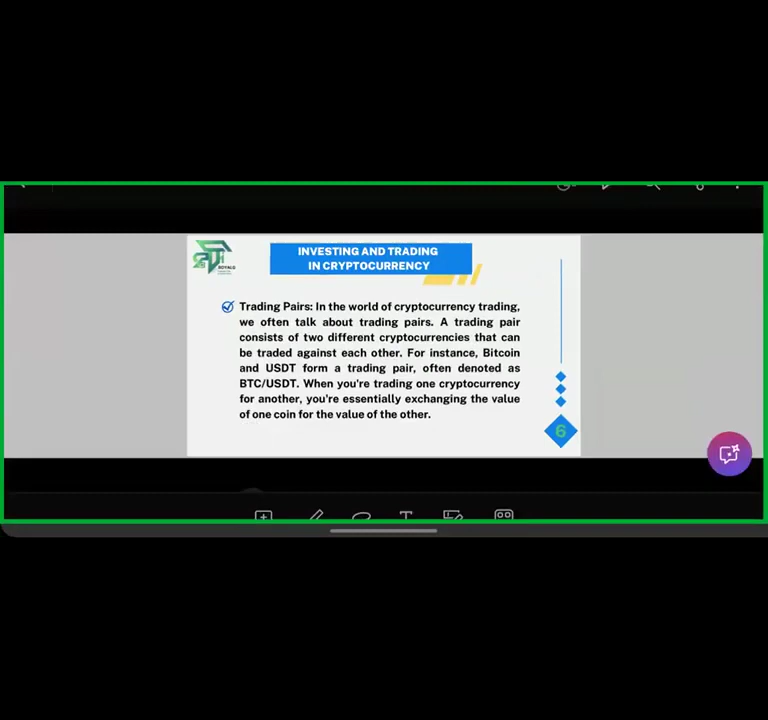 INVESTING AND TRADING
IN CRYPTOCURRENCY
Trading Pairs: In the world of cryptocurrency trading,
we often talk about trading pairs. A trading pair
consists of two different cryptocurrencies that can
be traded against each other. For instance, Bitcoin
and USDT form a trading pair, often denoted as
BTC/USDT. When you're trading one cryptocurrency
for another, you're essentially exchanging the value
of one coin for the value of the other.
6